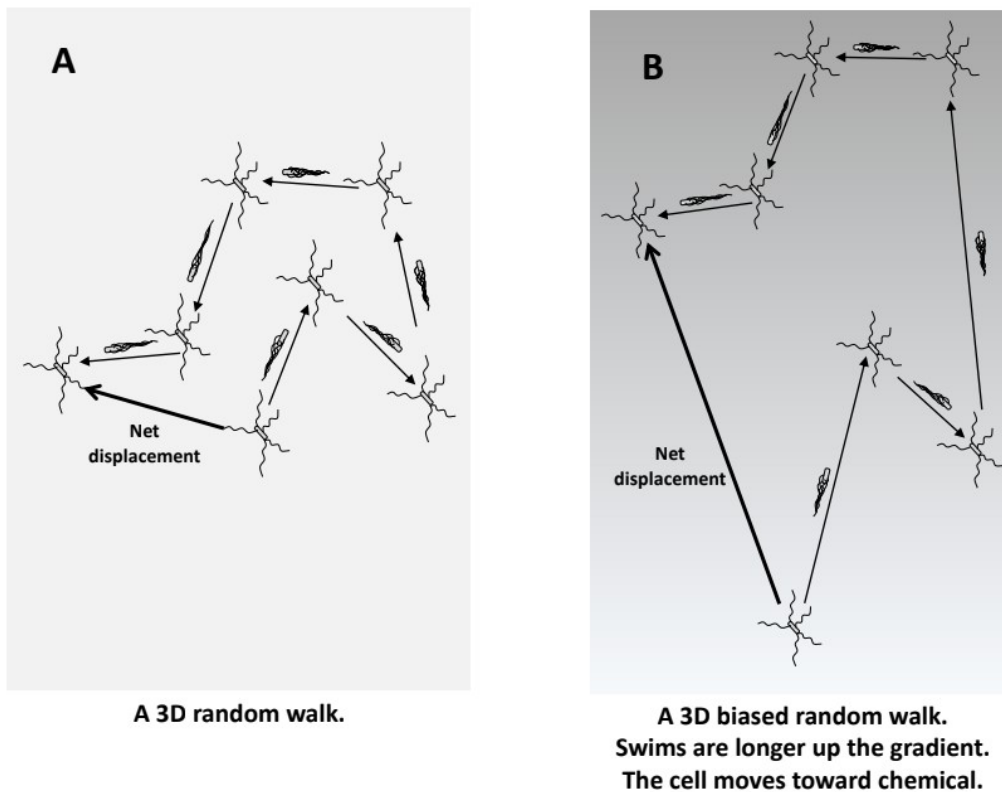 A
Net
displacement
A 3D random walk.
B
Net
displacement
A 3D biased random walk.
Swims are longer up the gradient.
The cell moves toward chemical.